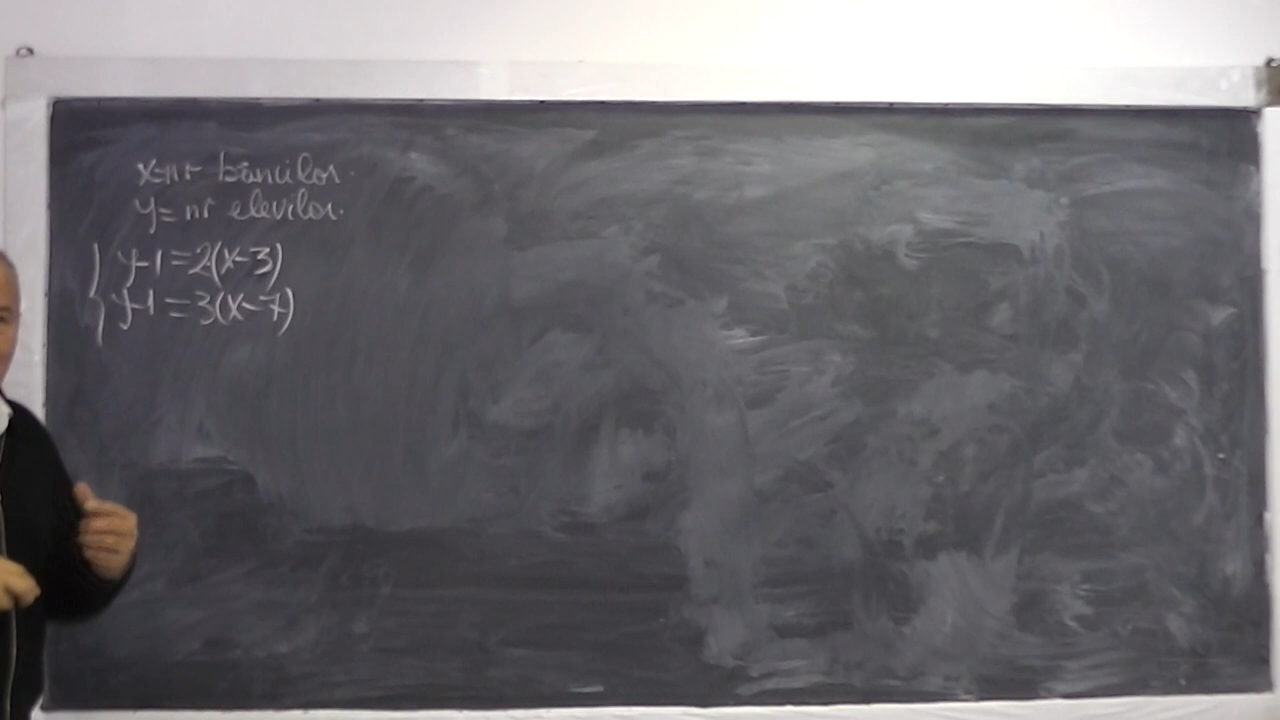 x=nr băncilor.
y=nr elevilor.
y-1=2(x-3)
y-1=3(x-7)